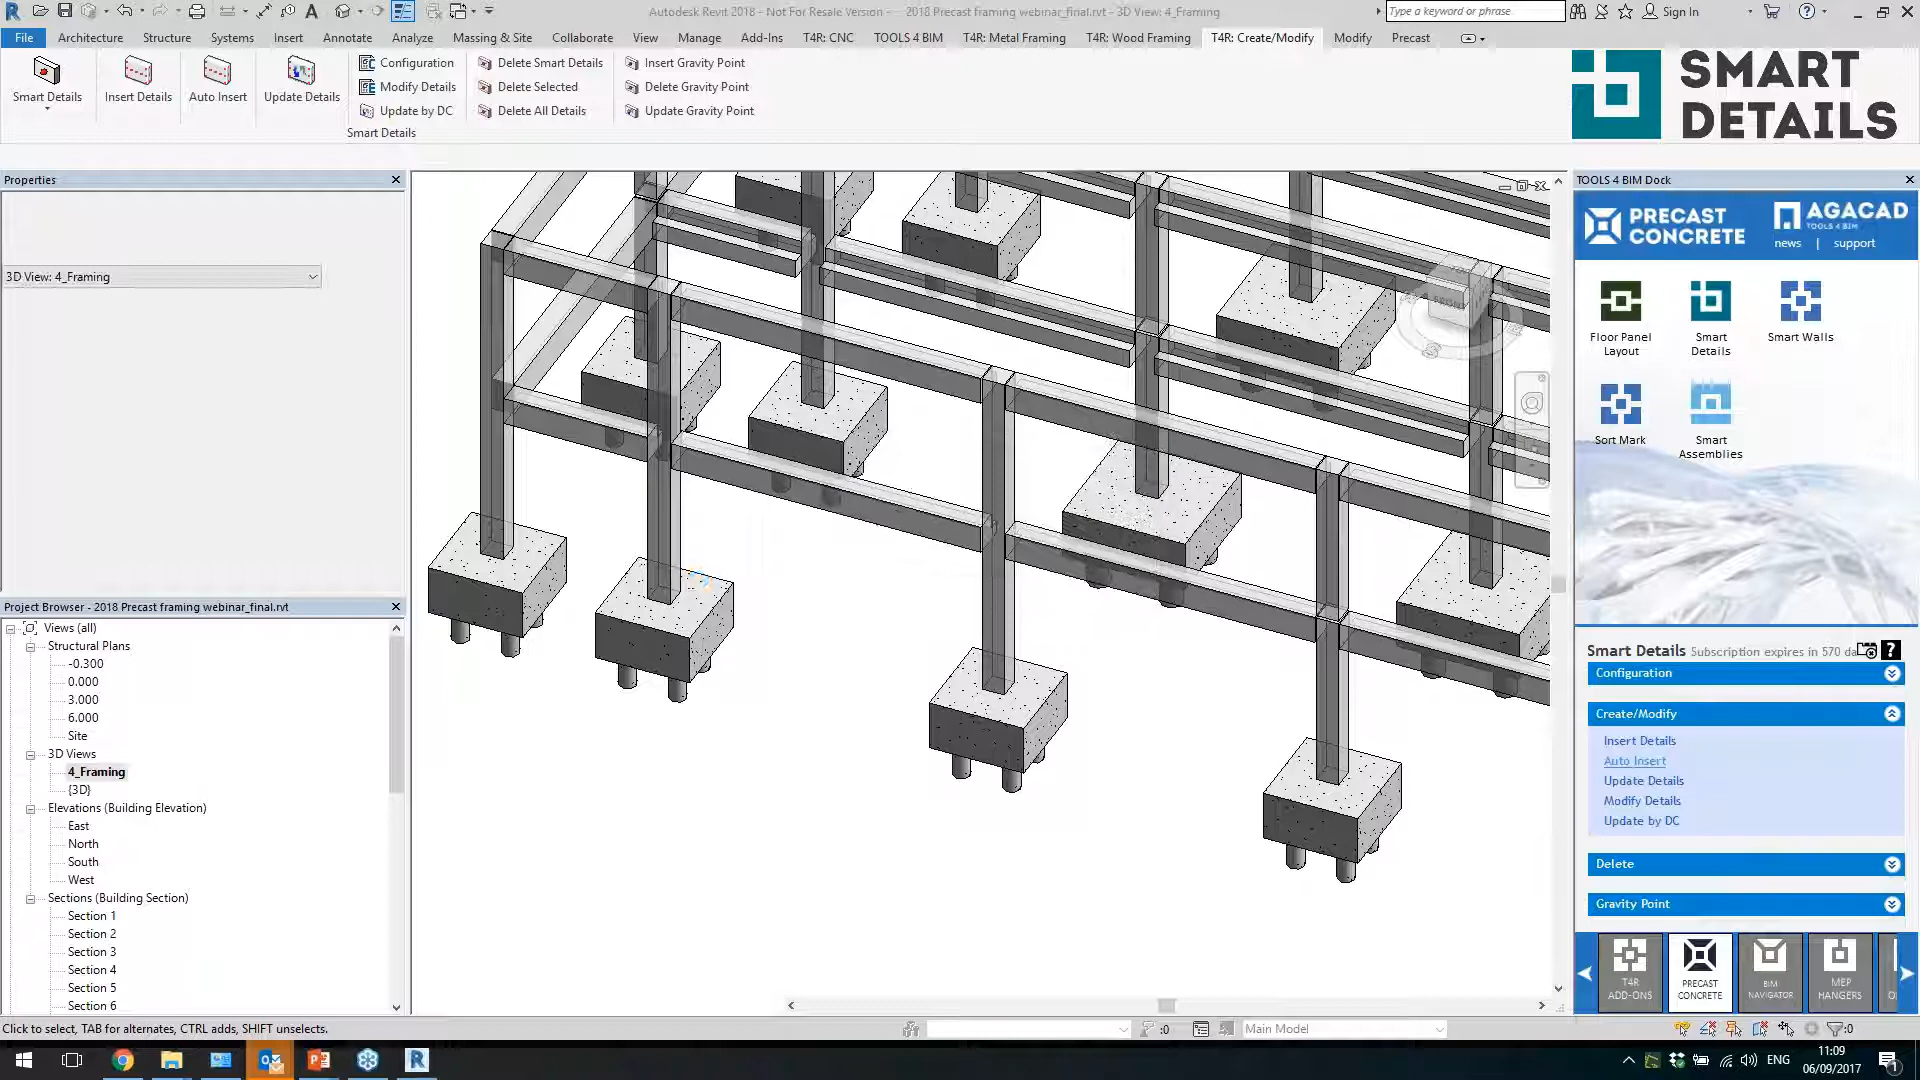 Autodesk Revit 2018 - Not For Resale Version - 2018 Precast framing webinar_final.rvt - 3D View: 4_Framing
Type a keyword or phrase
Sign In
File
Architecture
Structure
Systems
Insert
Annotate
Analyze
Massing & Site
Collaborate
View
Manage
Add-Ins
T4R: CNC
TOOLS 4 BIM
T4R: Metal Framing
T4R: Wood Framing
T4R: Create/Modify
Modify
Precast
Smart Details
Insert Details
Auto Insert
Update Details
Configuration
Modify Details
Update by DC
Delete Smart Details
Delete Selected
Delete All Details
Insert Gravity Point
Delete Gravity Point
Update Gravity Point
Smart Details
SMART
DETAILS
Properties
3D View: 4_Framing
Project Browser - 2018 Precast framing webinar_final.rvt
Views (all)
Structural Plans
-0.300
0.000
3.000
6.000
Site
3D Views
4_Framing
{3D}
Elevations (Building Elevation)
East
North
South
West
Sections (Building Section)
Section 1
Section 2
Section 3
Section 4
Section 5
Section 6
FRONT
TOOLS 4 BIM Dock
PRECAST
CONCRETE
AGACAD
TOOLS 4 BIM
news | support
Floor Panel
Layout
Smart
Details
Smart Walls
Sort Mark
Smart
Assemblies
Smart Details Subscription expires in 570 da
Configuration
Create/Modify
Insert Details
Auto Insert
Update Details
Modify Details
Update by DC
Delete
Gravity Point
T4R
ADD-ONS
PRECAST
CONCRETE
BIM
NAVIGATOR
MEP
HANGERS
Click to select, TAB for alternates, CTRL adds, SHIFT unselects.
:0
Main Model
:0
ENG
11:09
06/09/2017
1